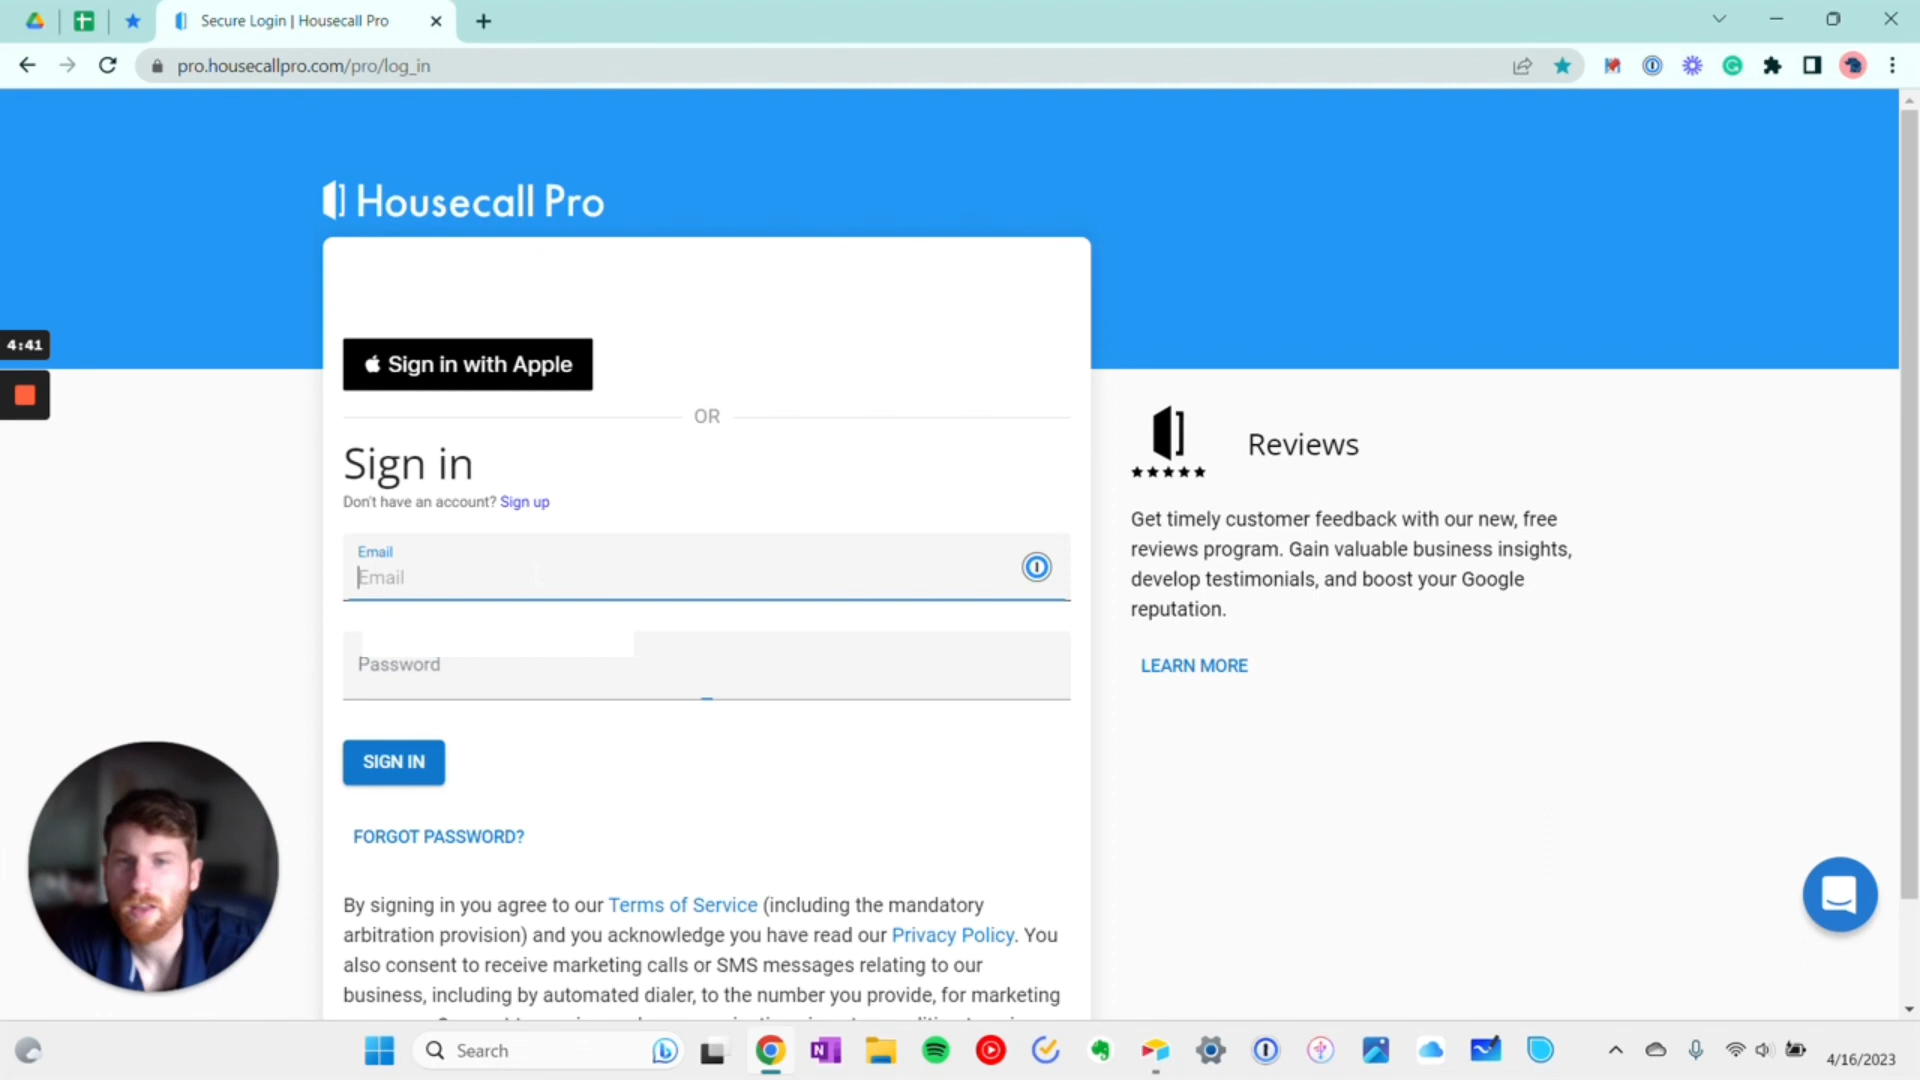 Secure Login | Housecall Pro
pro.housecallpro.com/pro/log_in
Housecall Pro
4:41
Sign in with Apple
OR
Sign in
Don't have an account? Sign up
Email
Email
Password
SIGN IN
FORGOT PASSWORD?
By signing in you agree to our Terms of Service (including the mandatory
arbitration provision) and you acknowledge you have read our Privacy Policy. You
also consent to receive marketing calls or SMS messages relating to our
business, including by automated dialer, to the number you provide, for marketing
Reviews
Get timely customer feedback with our new, free
reviews program. Gain valuable business insights,
develop testimonials, and boost your Google
reputation.
LEARN MORE
Search
4/16/2023